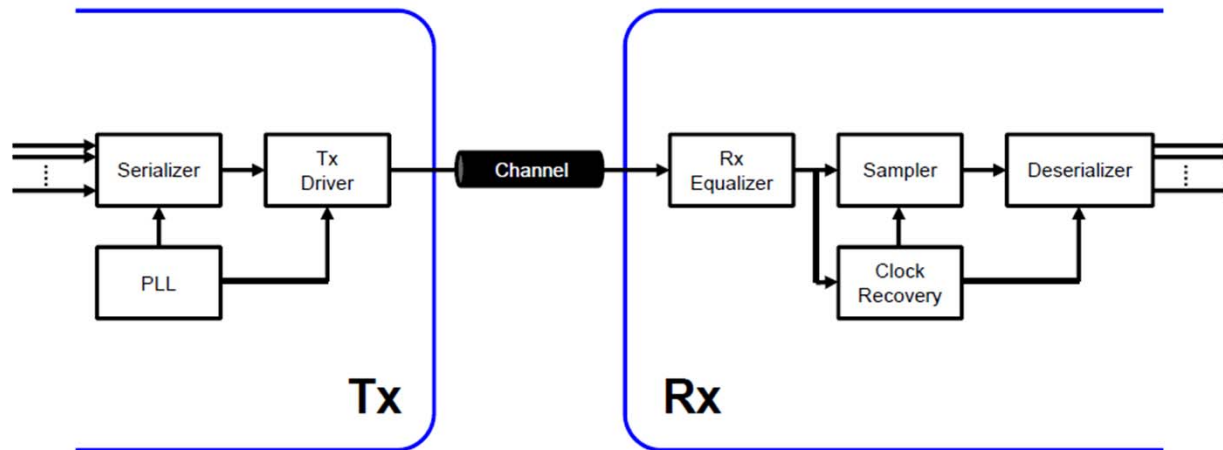 Serializer
Tx
Driver
Channel
Rx
Equalizer
Sampler
Deserializer
PLL
Clock
Recovery
Tx
Rx